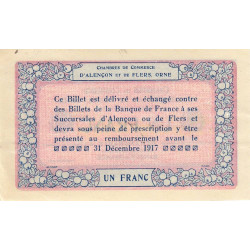 CHAMBRE DE COMMERCE
D'ALENÇON ET DE FLERS, ORNE
Ce Billet est délivré et échangé contre
des Billets de la Banque de France à ses
Succursales d'Alençon ou de Flers et
devra sous peine de prescription y être
présenté au remboursement avant le
31 Décembre 1917
UN FRANC